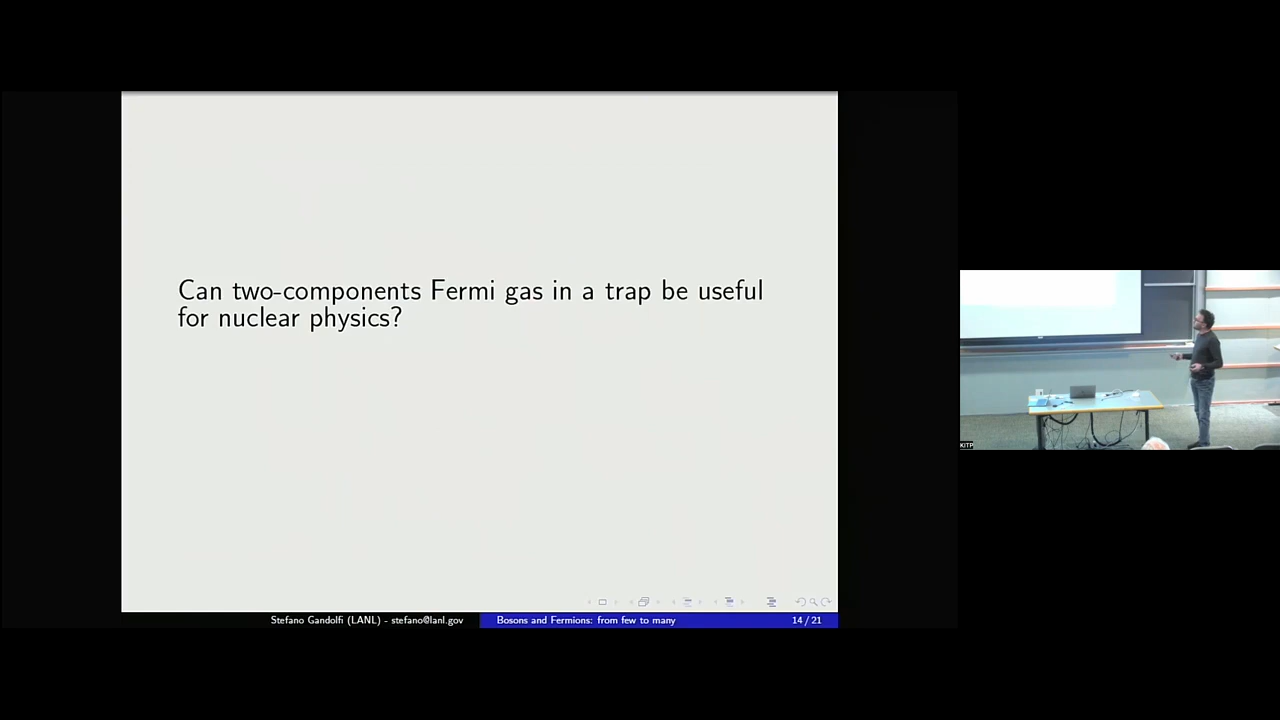 Can two-components Fermi gas in a trap be useful
for nuclear physics?
Stefano Gandolfi (LANL) - stefano@lanl.gov
Bosons and Fermions: from few to many
14 / 21
KITP